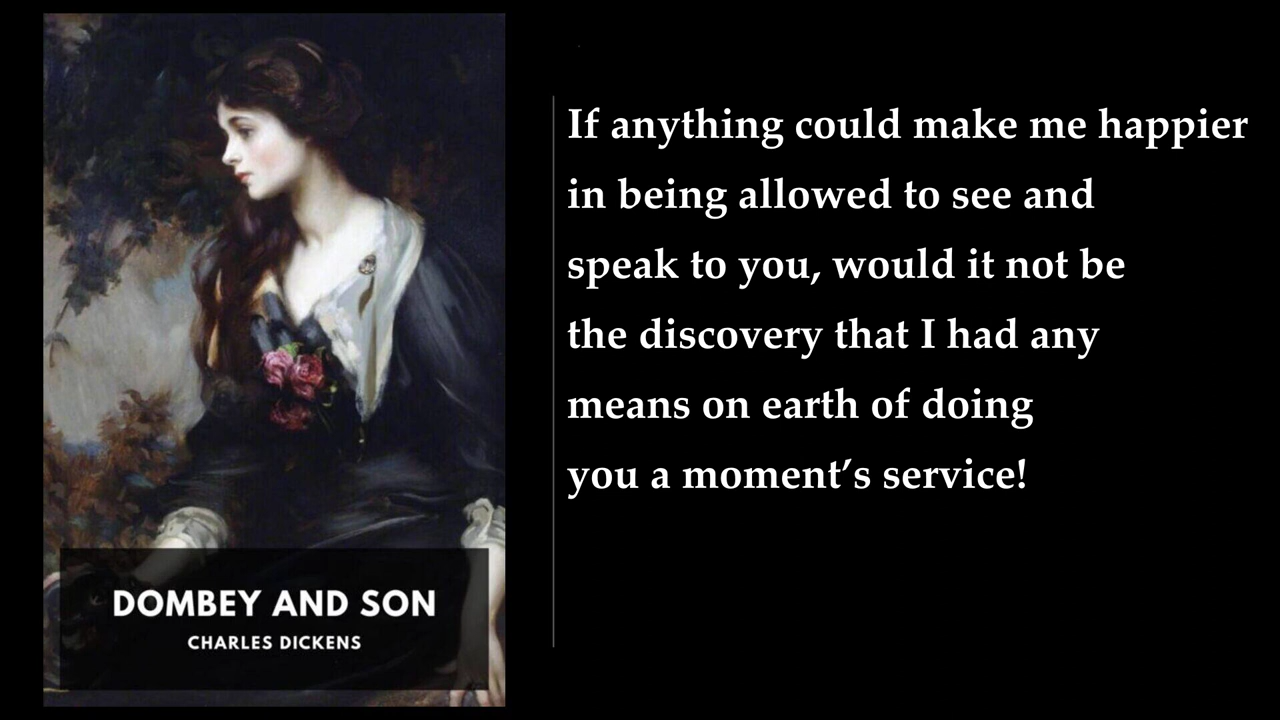 If anything could make me happier
in being allowed to see and
speak to you, would it not be
the discovery that I had any
means on earth of doing
you a moment’s service!
DOMBEY AND SON
CHARLES DICKENS